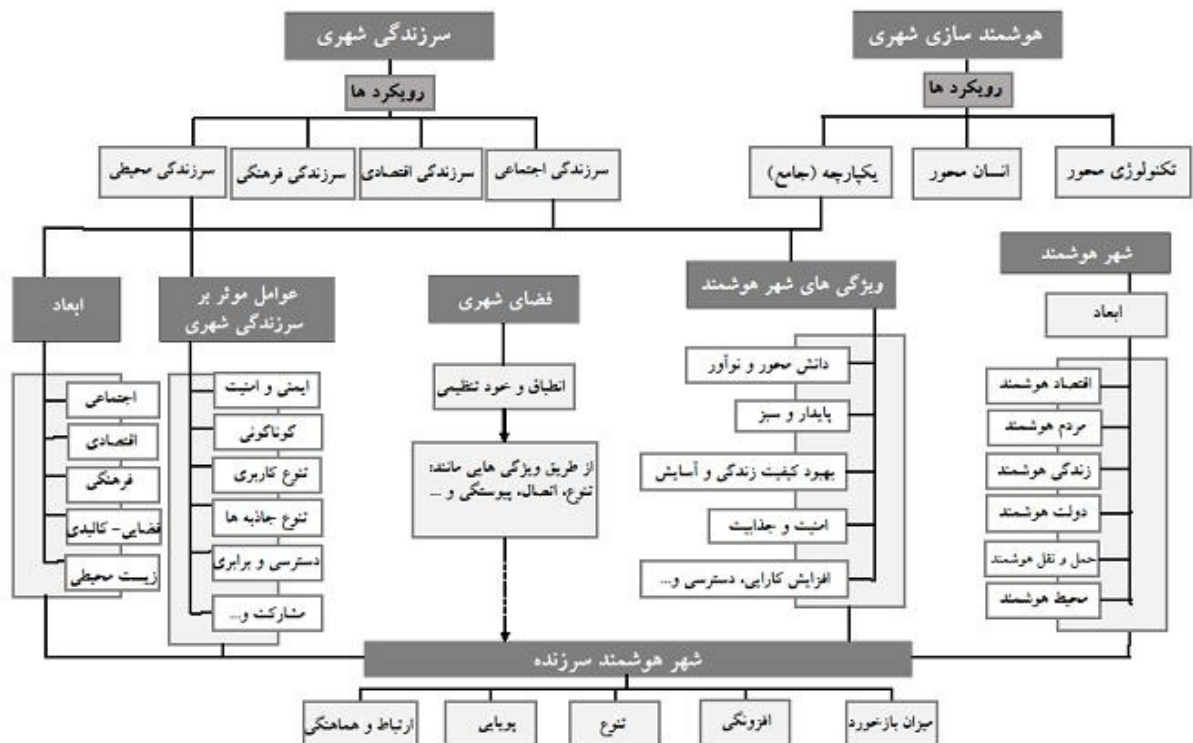 هوشمند سازی شهری
سرزندگی شهری
رویکرد ها
رویکرد ها
تکنولوژی محور
انسان محور
یکپارچه (جامع)
سرزندگی اجتماعی
سرزندگی اقتصادی
سرزندگی فرهنگی
سرزندگی محیطی
شهر هوشمند
ابعاد
اقتصاد هوشمند
مردم هوشمند
زندگی هوشمند
دولت هوشمند
حمل و نقل هوشمند
محیط هوشمند
ویژگی های شهر هوشمند
دانش محور و نوآور
پایدار و سبز
بهبود کیفیت زندگی و آسایش
امنیت و جذابیت
افزایش کارایی، دسترسی و...
فضای شهری
انطباق و خود تنظیمی
از طریق ویژگی هایی مانند:
تنوع، اتصال، پیوستگی و ...
عوامل موثر بر
سرزندگی شهری
ایمنی و امنیت
گوناگونی
تنوع کاربری
تنوع جاذبه ها
دسترسی و برابری
مشارکت و...
ابعاد
اجتماعی
اقتصادی
فرهنگی
فضایی- کالبدی
زیست محیطی
شهر هوشمند سرزنده
میزان بازخورد
افزونگی
تنوع
پویایی
ارتباط و هماهنگی